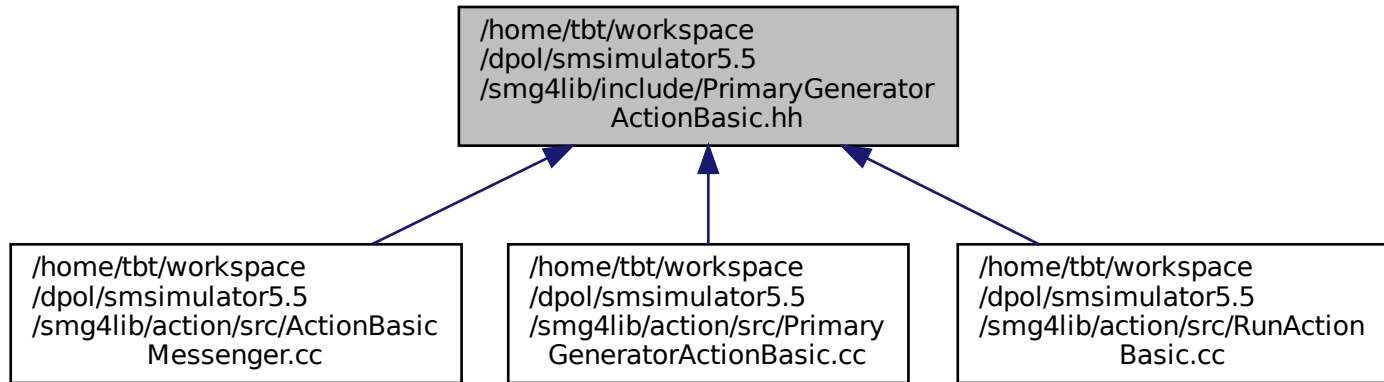 /home/tbt/workspace
/dpol/smsimulator5.5
/smg4lib/include/PrimaryGenerator
ActionBasic.hh
/home/tbt/workspace
/dpol/smsimulator5.5
/smg4lib/action/src/ActionBasic
Messenger.cc
/home/tbt/workspace
/dpol/smsimulator5.5
/smg4lib/action/src/Primary
GeneratorActionBasic.cc
/home/tbt/workspace
/dpol/smsimulator5.5
/smg4lib/action/src/RunAction
Basic.cc